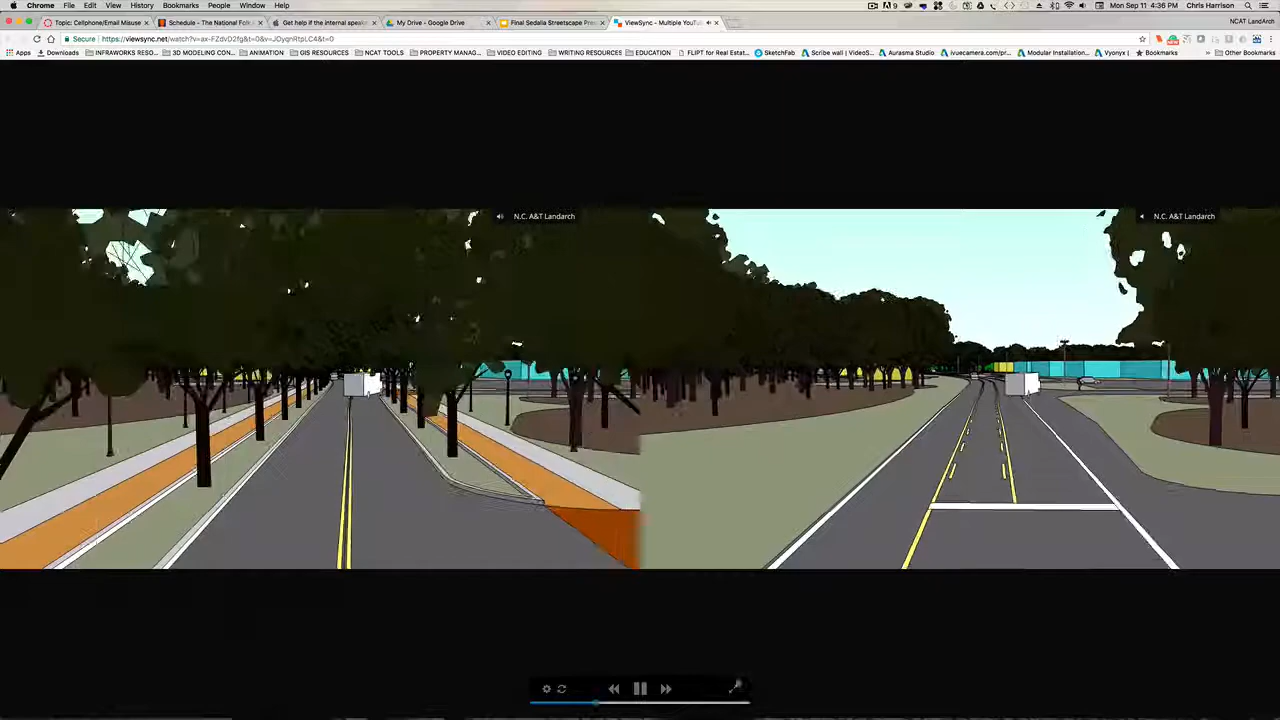 Chrome File Edit View History Bookmarks People Window Help
9
Mon Sep 11 4:36 PM Chris Harrison
Topic: Cellphone/Email Misuse
Schedule - The National Folk
Get help if the internal speak
My Drive - Google Drive
Final Sedalia Streetscape Pre
ViewSync - Multiple YouTu
NCAT LandArch
Secure https://viewsync.net/watch?v=ax-FZdvD2fg&t=0&v=JOyqnRtpLC4&t=0
Apps Downloads INFRAWORKS RESO... 3D MODELING CON... ANIMATION GIS RESOURCES NCAT TOOLS PROPERTY MANAG... VIDEO EDITING WRITING RESOURCES EDUCATION FLIPT for Real Estat... SketchFab Scribe wall | VideoS... Aurasma Studio ivuecamera.com/pr... Modular Installation... Vyonyx Bookmarks » Other Bookmarks
N.C. A&T Landarch
N.C. A&T Landarch